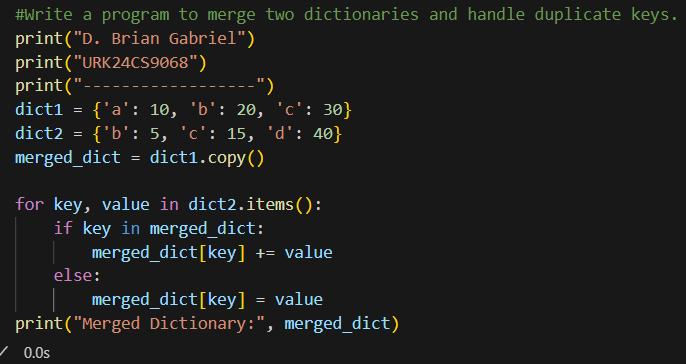 #Write a program to merge two dictionaries and handle duplicate keys.
print("D. Brian Gabriel")
print("URK24CS9068")
print("------------------")
dict1 = {'a': 10, 'b': 20, 'c': 30}
dict2 = {'b': 5, 'c': 15, 'd': 40}
merged_dict = dict1.copy()

for key, value in dict2.items():
    if key in merged_dict:
        merged_dict[key] += value
    else:
        merged_dict[key] = value
print("Merged Dictionary:", merged_dict)
0.0s